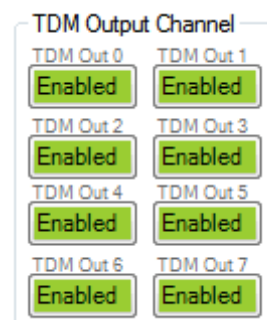 TDM Output Channel
TDM Out 0 TDM Out 1
Enabled Enabled
TDM Out 2 TDM Out 3
Enabled Enabled
TDM Out 4 TDM Out 5
Enabled Enabled
TDM Out 6 TDM Out 7
Enabled Enabled